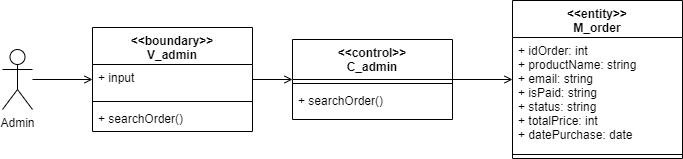 Admin
<<boundary>>
V_admin
+ input
+ searchOrder()
<<control>>
C_admin
+ searchOrder()
<<entity>>
M_order
+ idOrder: int
+ productName: string
+ email: string
+ isPaid: string
+ status: string
+ totalPrice: int
+ datePurchase: date